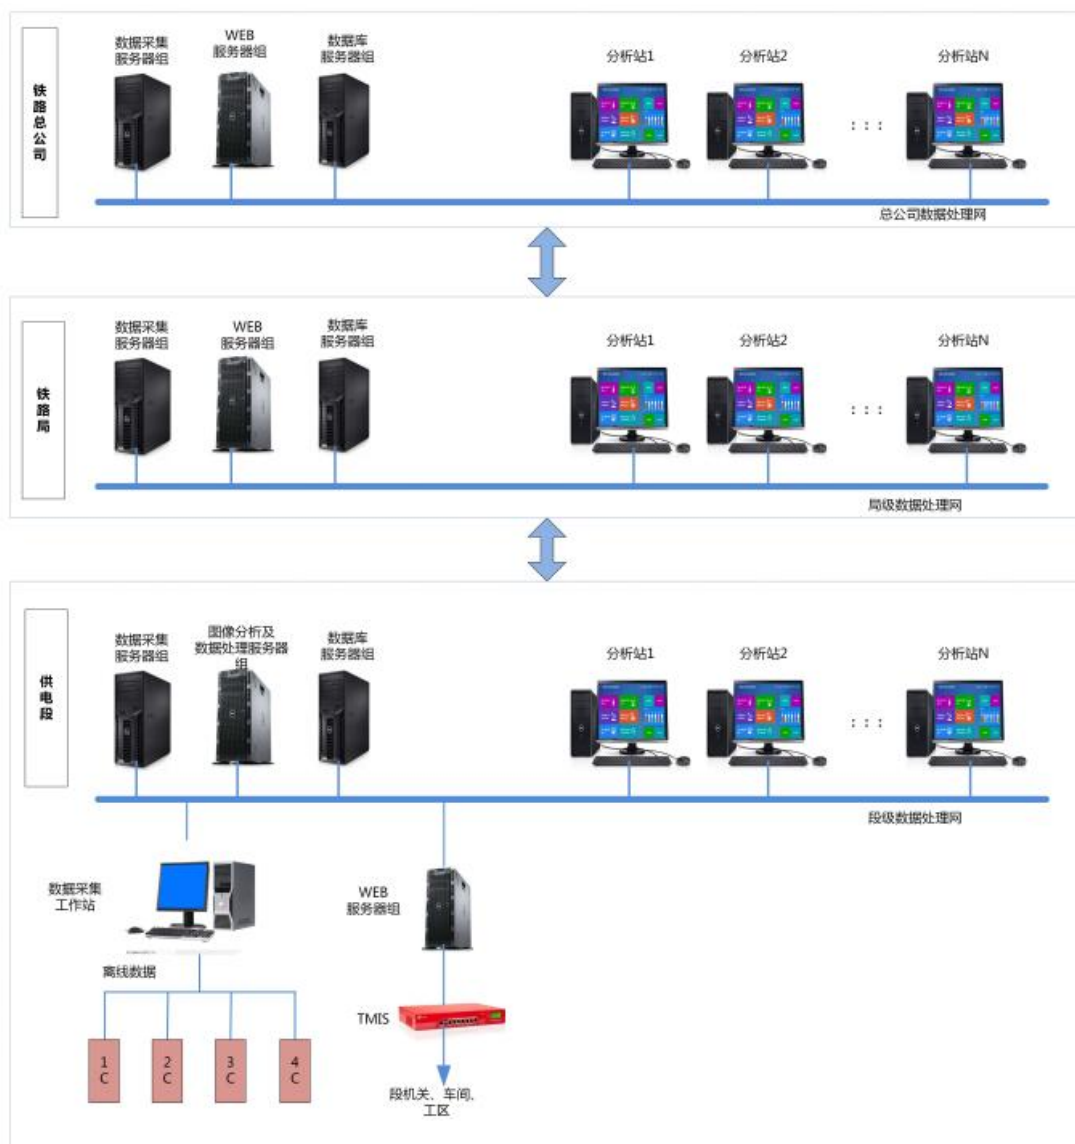 铁路总公司
数据采集
服务器组
WEB
服务器组
数据库
服务器组
分析站1
分析站2
分析站N
总公司数据处理网
铁路局
数据采集
服务器组
WEB
服务器组
数据库
服务器组
分析站1
分析站2
分析站N
局级数据处理网
供电段
数据采集
服务器组
图像分析及
数据处理服务器
组
数据库
服务器组
分析站1
分析站2
分析站N
段级数据处理网
数据采集
工作站
WEB
服务器组
离线数据
TMIS
1C
2C
3C
4C
段机关、车间、
工区